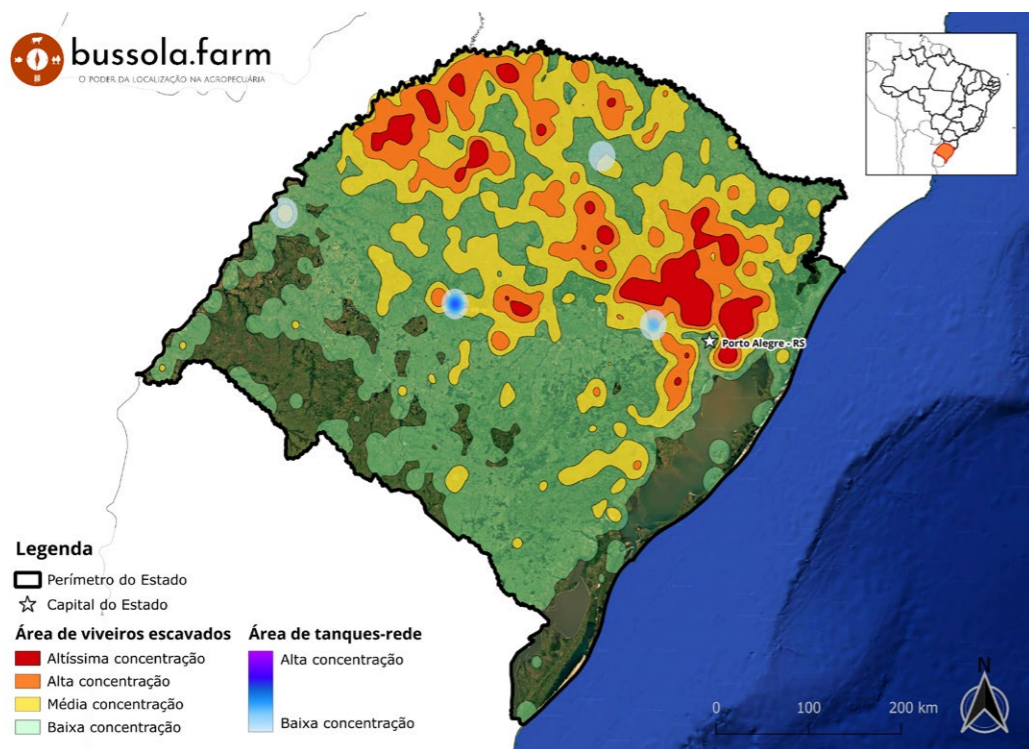 bussola.farm
O PODER DA LOCALIZAÇÃO NA AGROPECUÁRIA
Porto Alegre - RS
Legenda
Perímetro do Estado
Capital do Estado
Área de viveiros escavados
Altíssima concentração
Alta concentração
Média concentração
Baixa concentração
Área de tanques-rede
Alta concentração
Baixa concentração
N
0 100 200 km